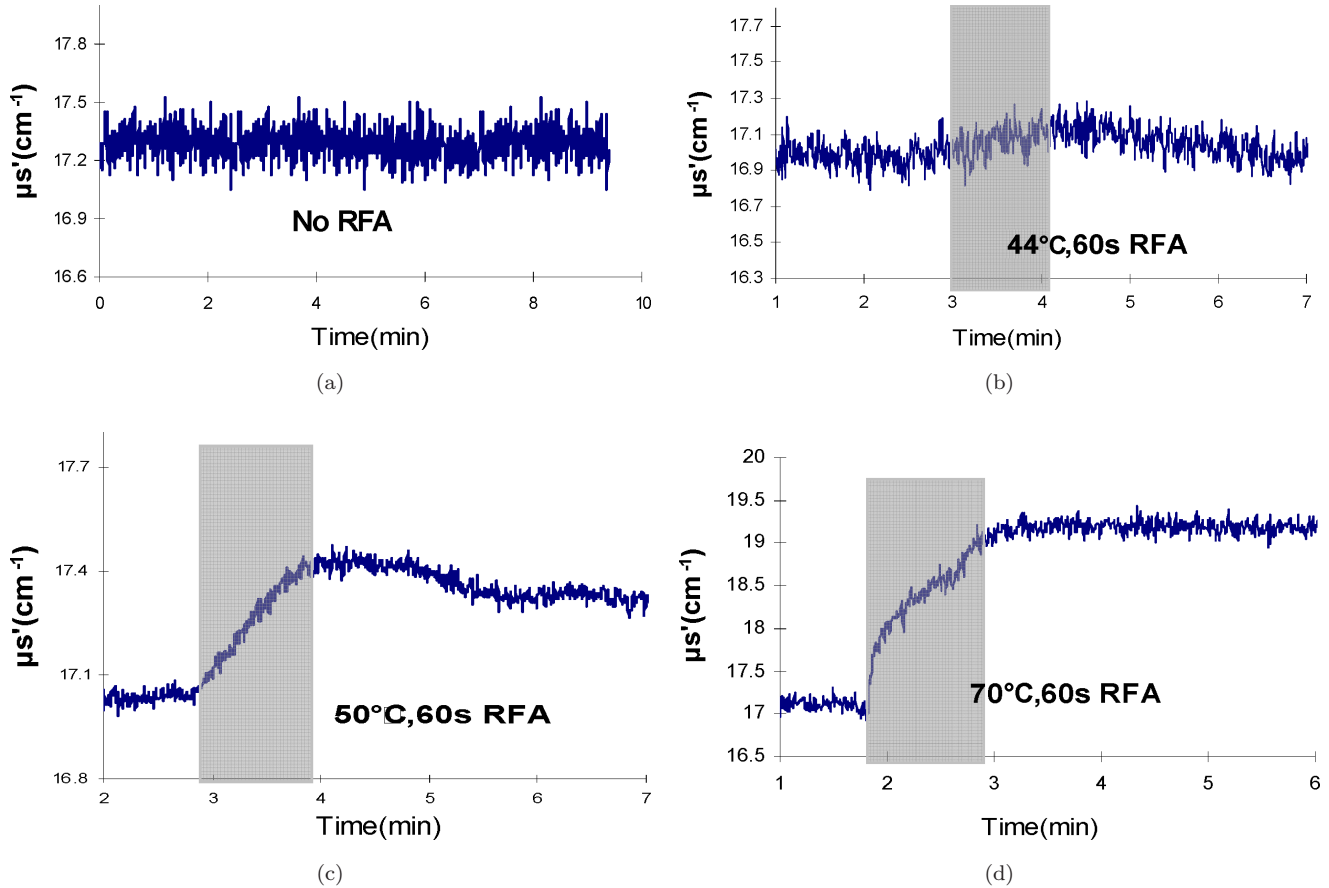 17.8
17.5
17.2
16.9
16.6
μs'(cm⁻¹)
No RFA
0 2 4 6 8 10
Time(min)
(a)
17.7
17.5
17.3
17.1
16.9
16.7
16.5
16.3
μs'(cm⁻¹)
44°C,60s RFA
1 2 3 4 5 6 7
Time(min)
(b)
17.7
17.4
17.1
16.8
μs'(cm⁻¹)
50°C,60s RFA
2 3 4 5 6 7
Time(min)
(c)
20
19.5
19
18.5
18
17.5
17
16.5
μs'(cm⁻¹)
70°C,60s RFA
1 2 3 4 5 6
Time(min)
(d)